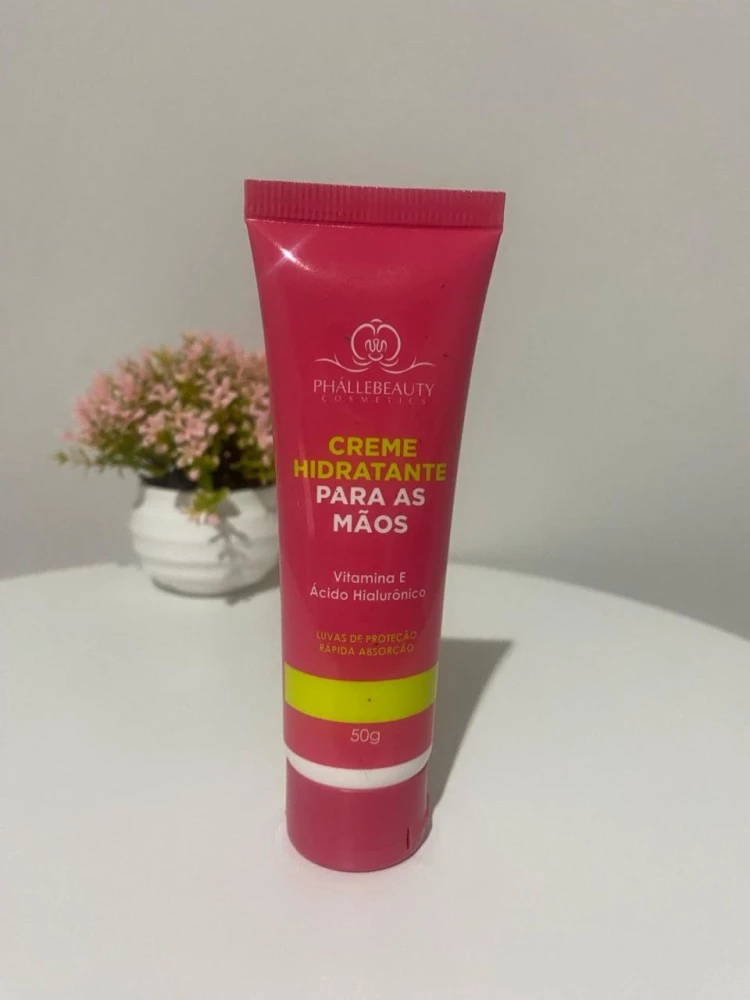 PHÁLLEBEAUTY
COSMETICS
CREME
HIDRATANTE
PARA AS
MÃOS
Vitamina E
Ácido Hialurônico
LUVAS DE PROTEÇÃO
RÁPIDA ABSORÇÃO
50g